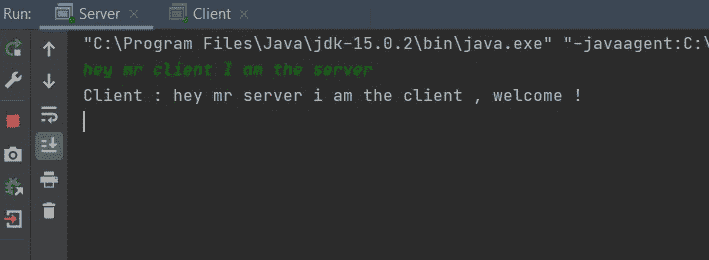 Run: Server × Client ×
"C:\Program Files\Java\jdk-15.0.2\bin\java.exe" "-javaagent:C:\
hey mr client I am the server
Client : hey mr server i am the client , welcome !